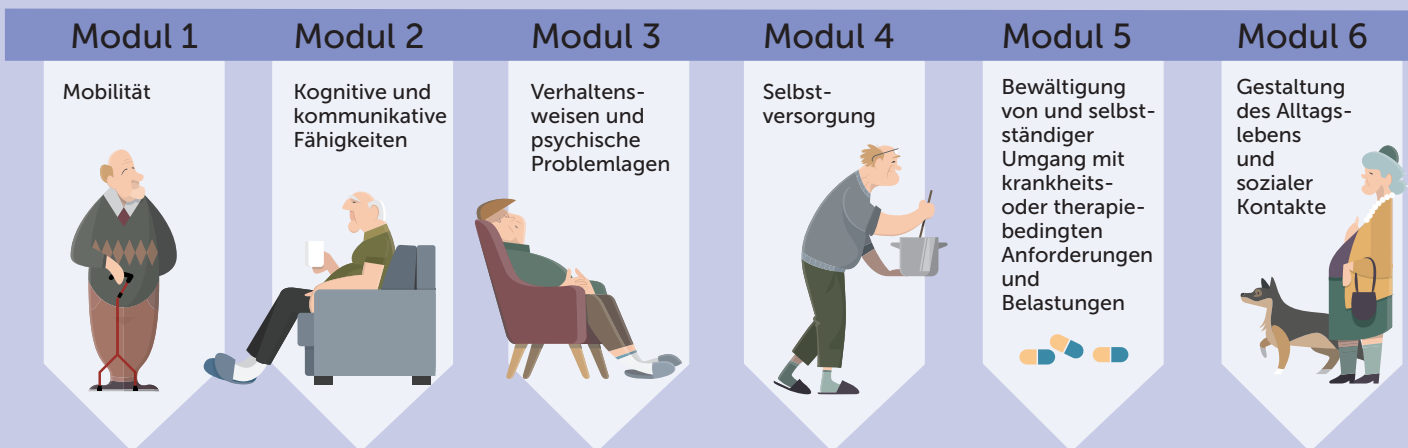 Modul 1
Mobilität
Modul 2
Kognitive und
kommunikative
Fähigkeiten
Modul 3
Verhaltens-
weisen und
psychische
Problemlagen
Modul 4
Selbst-
versorgung
Modul 5
Bewältigung
von und selbst-
ständiger
Umgang mit
krankheits-
oder therapie-
bedingten
Anforderungen
und
Belastungen
Modul 6
Gestaltung
des Alltags-
lebens
und
sozialer
Kontakte